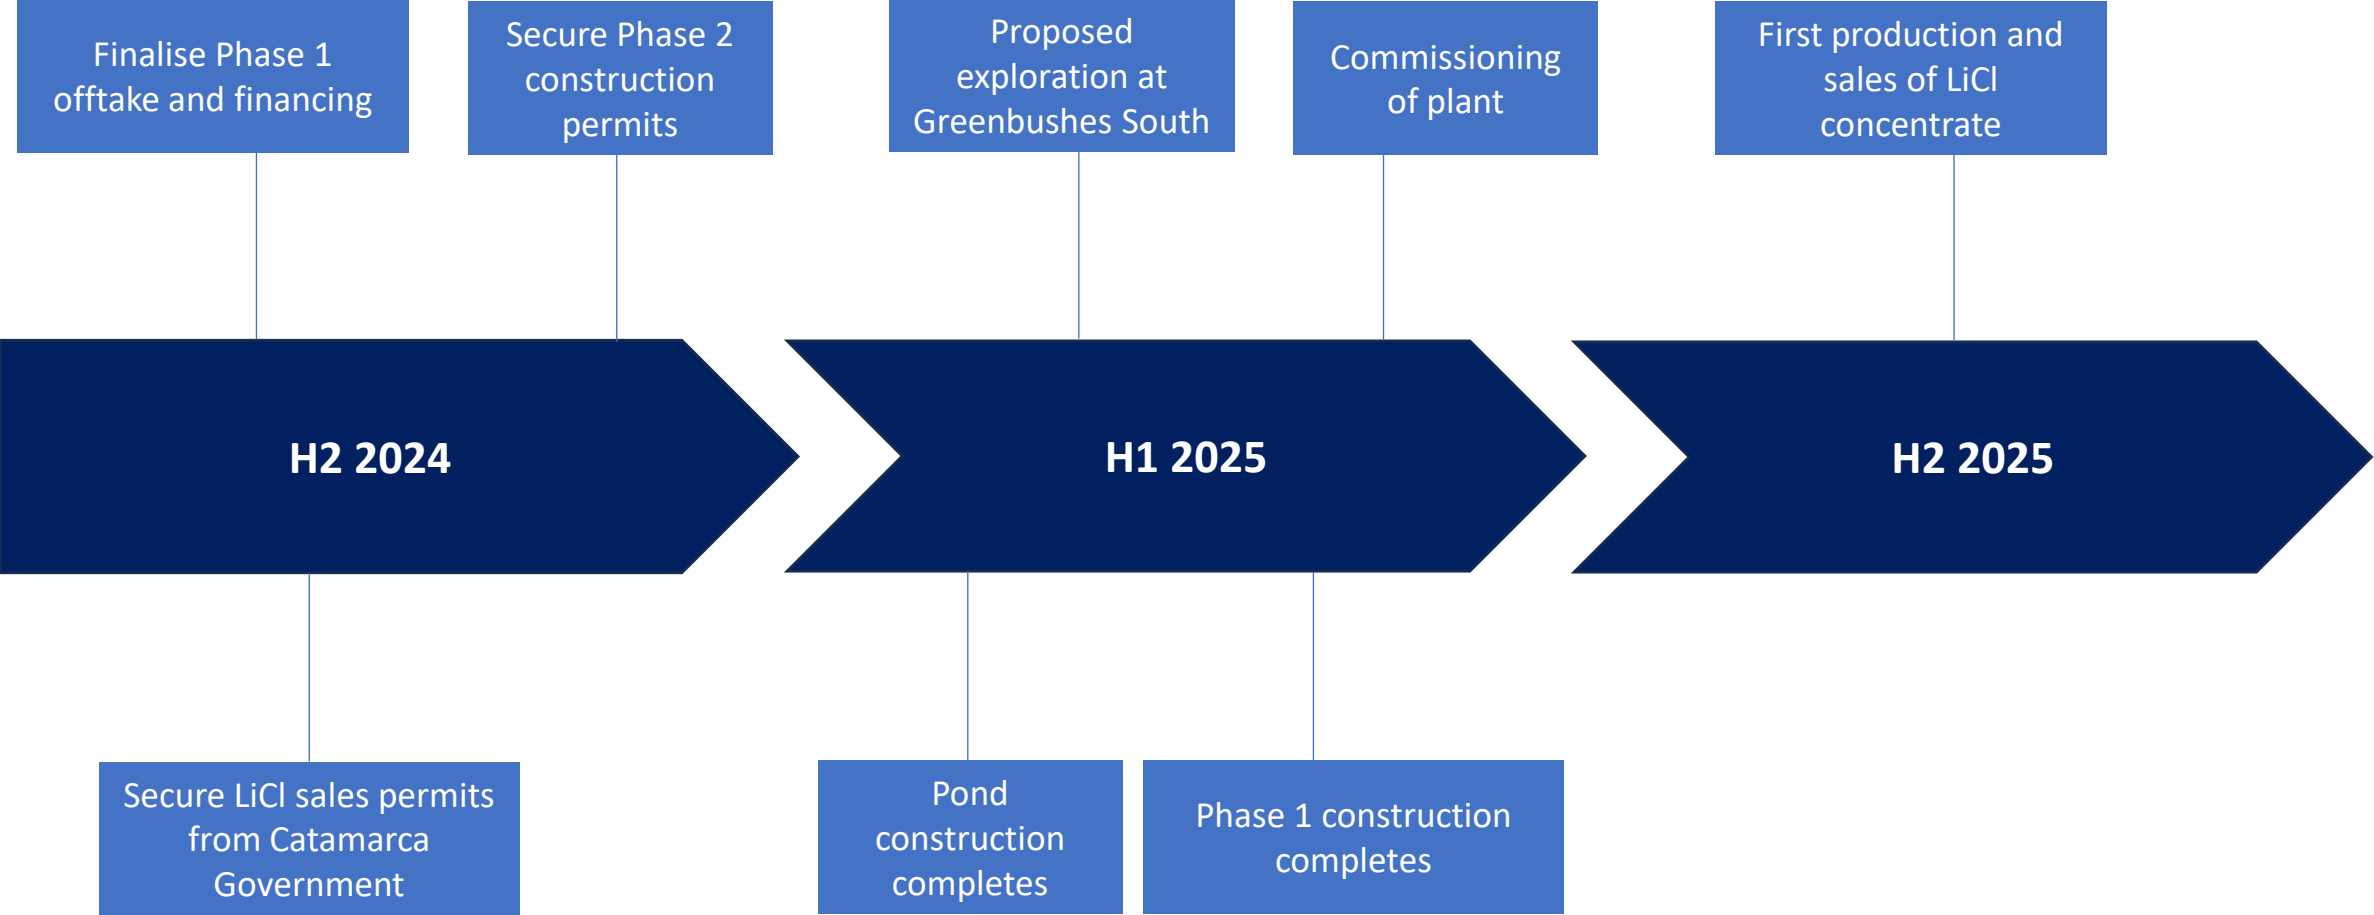 Finalise Phase 1
offtake and financing
Secure Phase 2
construction
permits
Proposed
exploration at
Greenbushes South
Commissioning
of plant
First production and
sales of LiCl
concentrate
H2 2024
H1 2025
H2 2025
Secure LiCl sales permits
from Catamarca
Government
Pond
construction
completes
Phase 1 construction
completes